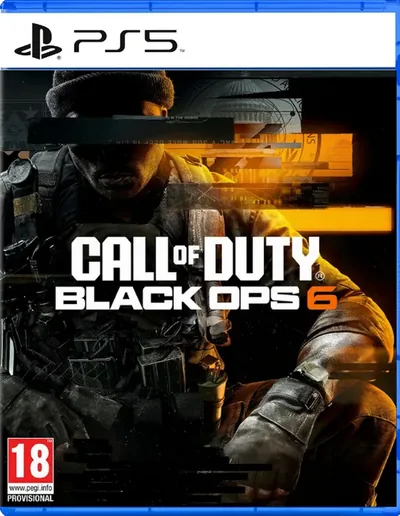 PS5
CALL OF DUTY®
BLACK OPS 6
18
www.pegi.info
PROVISIONAL